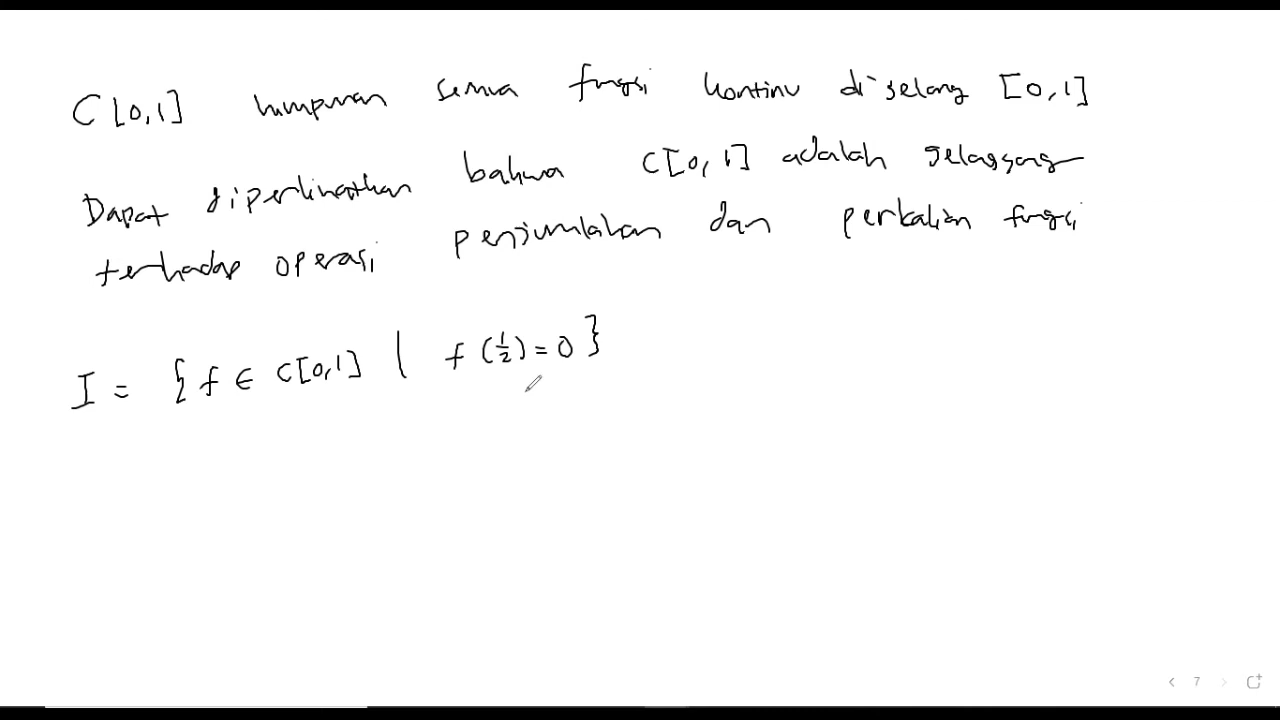 C[0,1] himpunan semua fungsi kontinu di selang [0,1]
Dapat diperlihatkan bahwa C[0,1] adalah gelanggang
terhadap operasi penjumlahan dan perkalian fungsi
I = { f ∈ C[0,1] | f(1/2) = 0 }
7